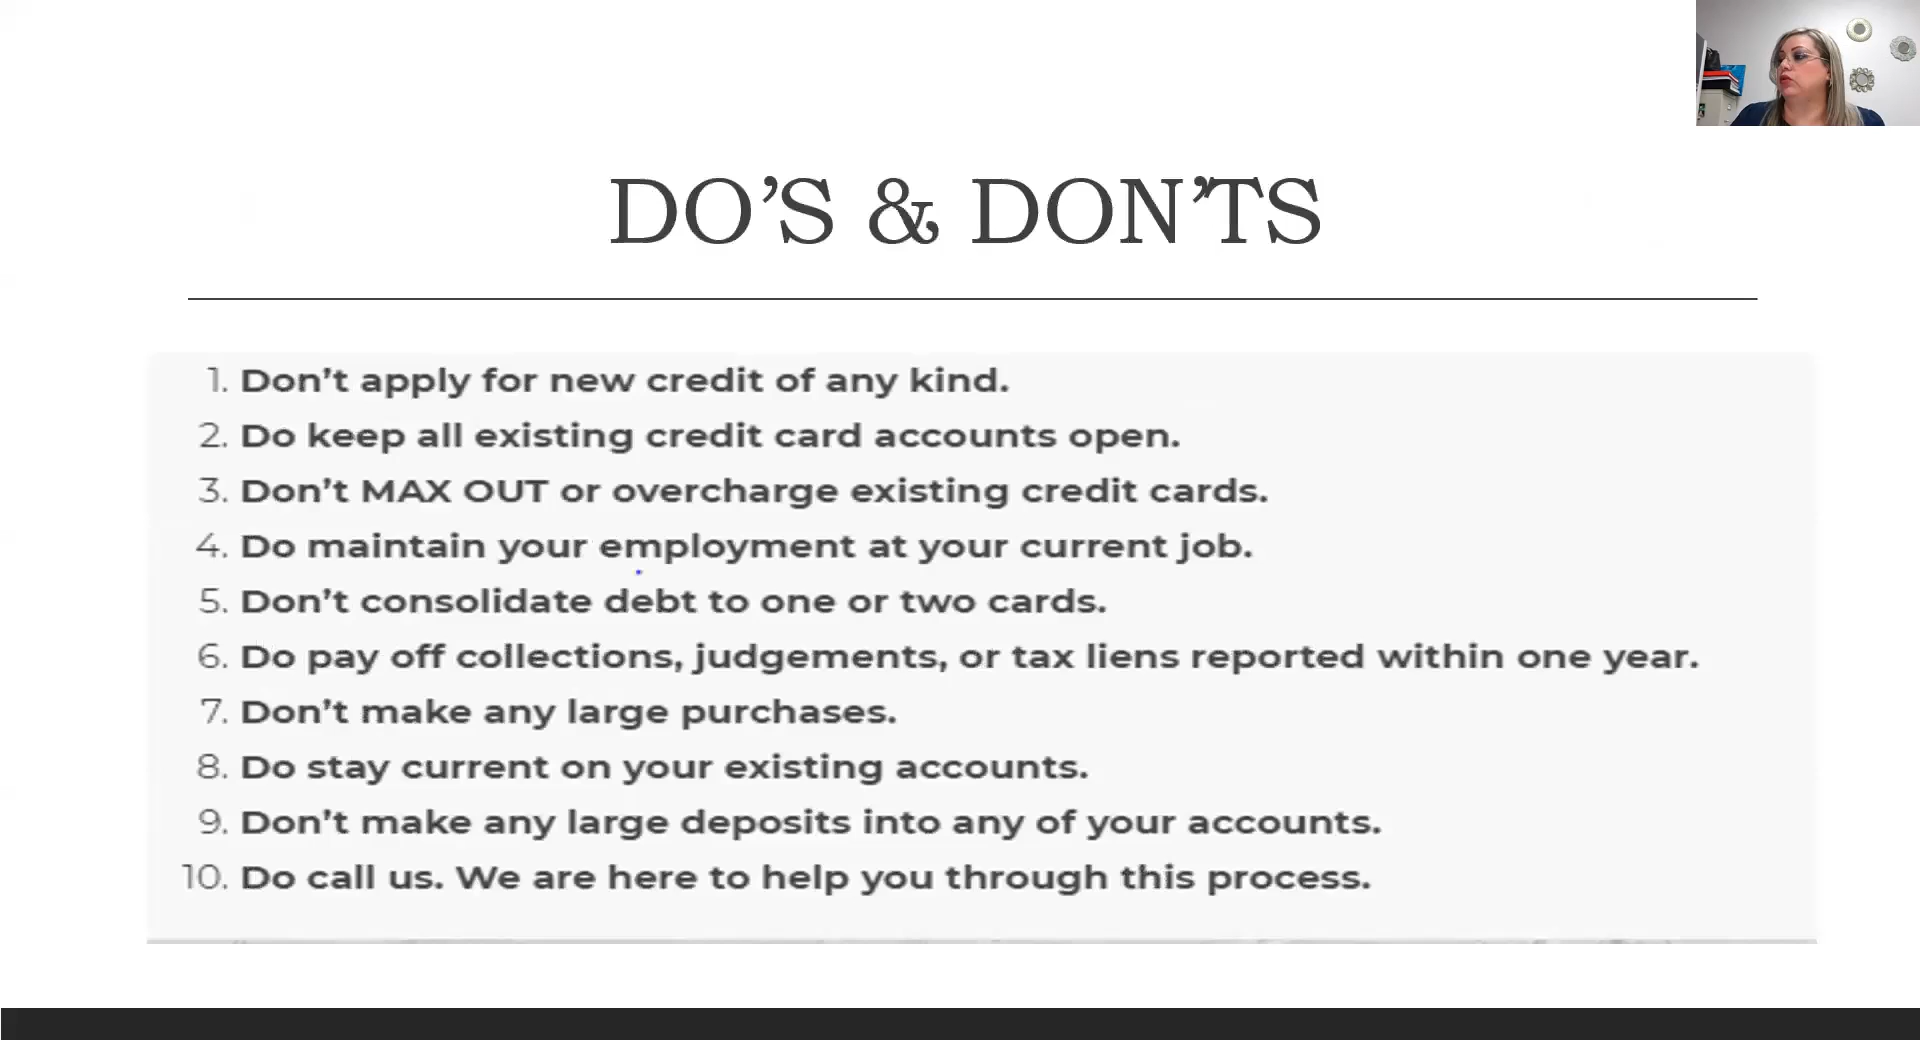 DO’S & DON’TS
1. Don’t apply for new credit of any kind.
2. Do keep all existing credit card accounts open.
3. Don’t MAX OUT or overcharge existing credit cards.
4. Do maintain your employment at your current job.
5. Don’t consolidate debt to one or two cards.
6. Do pay off collections, judgements, or tax liens reported within one year.
7. Don’t make any large purchases.
8. Do stay current on your existing accounts.
9. Don’t make any large deposits into any of your accounts.
10. Do call us. We are here to help you through this process.